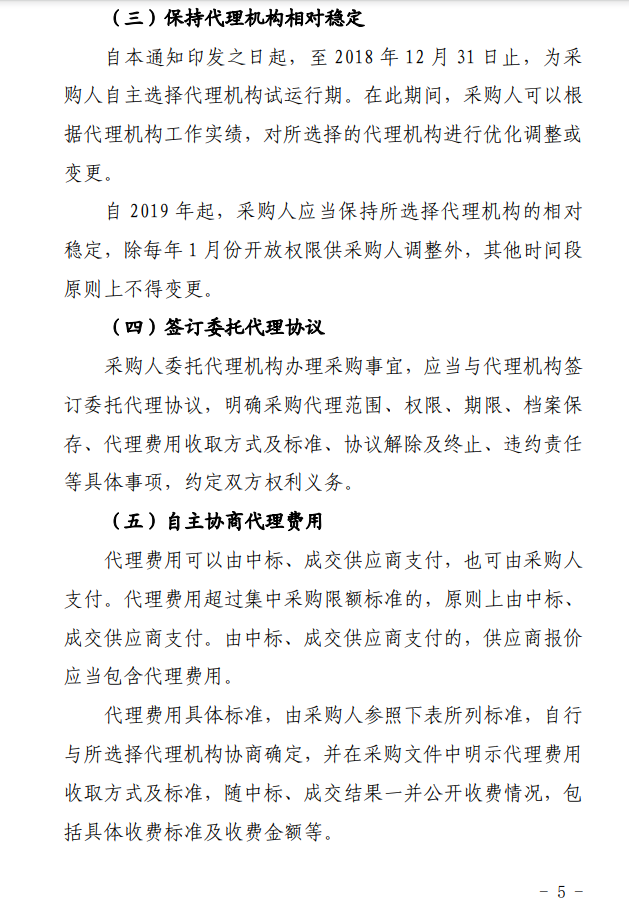 （三）保持代理机构相对稳定
自本通知印发之日起，至 2018 年 12 月 31 日止，为采
购人自主选择代理机构试运行期。在此期间，采购人可以根
据代理机构工作实绩，对所选择的代理机构进行优化调整或
变更。
自 2019 年起，采购人应当保持所选择代理机构的相对
稳定，除每年 1 月份开放权限供采购人调整外，其他时间段
原则上不得变更。
（四）签订委托代理协议
采购人委托代理机构办理采购事宜，应当与代理机构签
订委托代理协议，明确采购代理范围、权限、期限、档案保
存、代理费用收取方式及标准、协议解除及终止、违约责任
等具体事项，约定双方权利义务。
（五）自主协商代理费用
代理费用可以由中标、成交供应商支付，也可由采购人
支付。代理费用超过集中采购限额标准的，原则上由中标、
成交供应商支付。由中标、成交供应商支付的，供应商报价
应当包含代理费用。
代理费用具体标准，由采购人参照下表所列标准，自行
与所选择代理机构协商确定，并在采购文件中明示代理费用
收取方式及标准，随中标、成交结果一并公开收费情况，包
括具体收费标准及收费金额等。
- 5 -